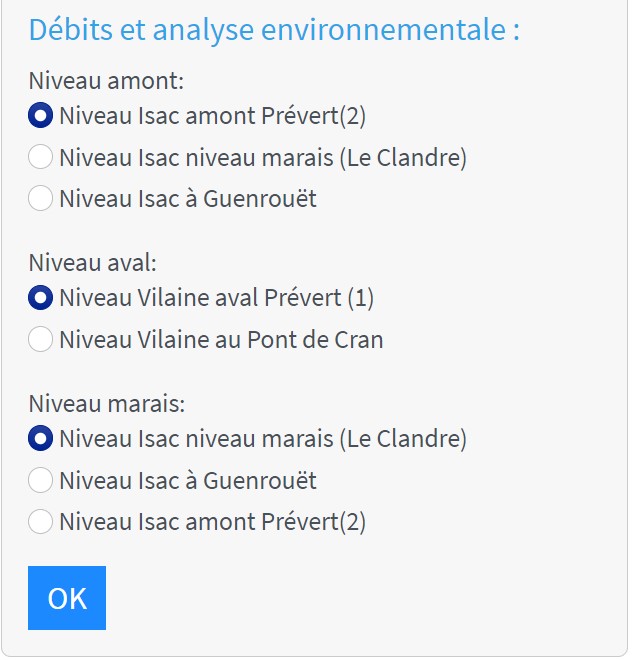 Débits et analyse environnementale :
Niveau amont:
Niveau Isac amont Prévert(2)
Niveau Isac niveau marais (Le Clandre)
Niveau Isac à Guenrouët
Niveau aval:
Niveau Vilaine aval Prévert (1)
Niveau Vilaine au Pont de Cran
Niveau marais:
Niveau Isac niveau marais (Le Clandre)
Niveau Isac à Guenrouët
Niveau Isac amont Prévert(2)
OK